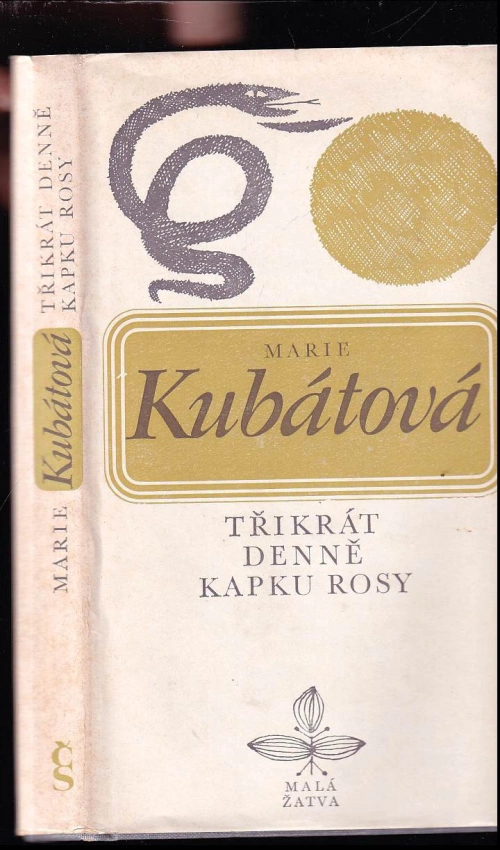 MARIE
Kubátová
TŘIKRÁT
DENNĚ
KAPKU ROSY
MALÁ
ŽATVA
MARIE Kubátová TŘIKRÁT DENNĚ
KAPKU ROSY